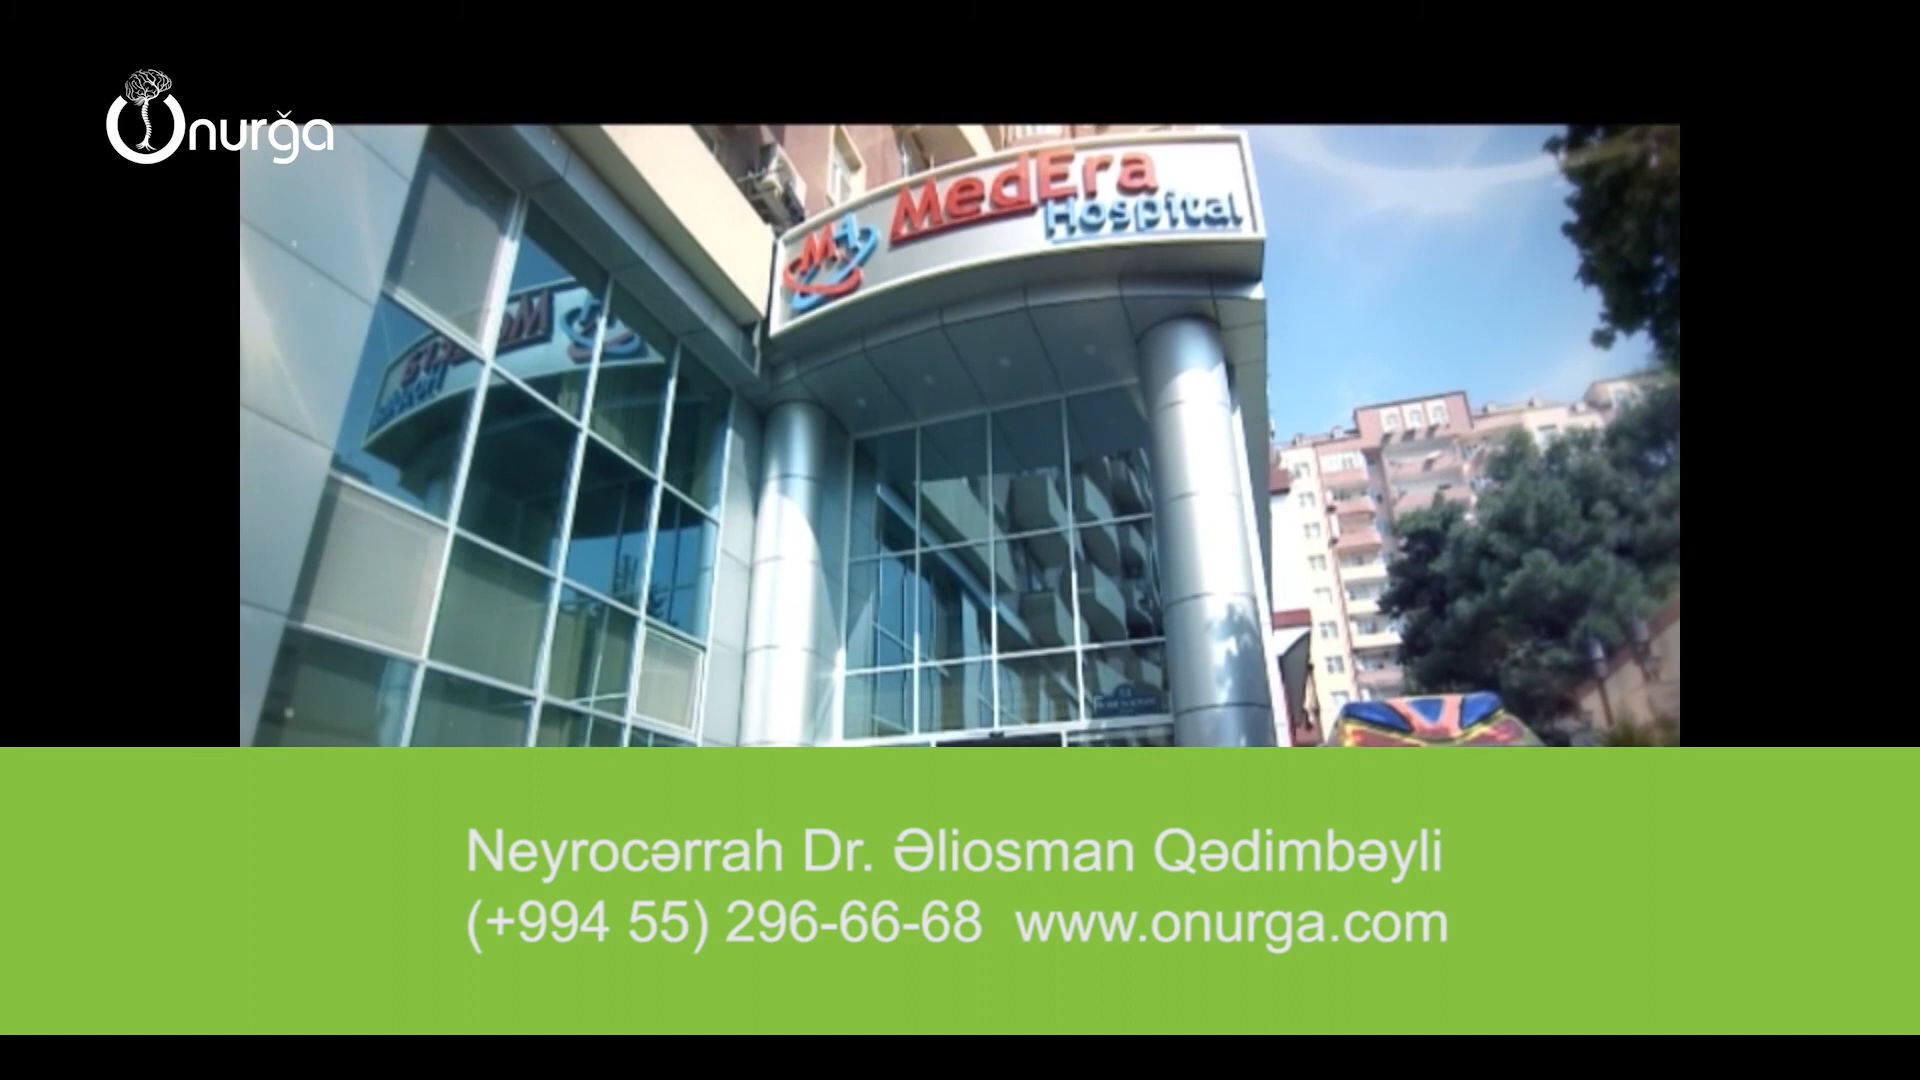 Onurğa
MedEra
Hospital
Neyrocərrah Dr. Əliosman Qədimbəyli
(+994 55) 296-66-68 www.onurga.com